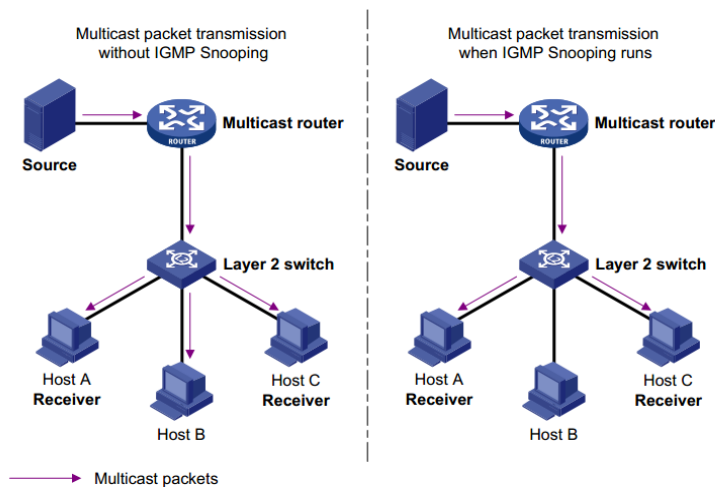 Multicast packet transmission
without IGMP Snooping
Source
ROUTER
Multicast router
Layer 2 switch
Host A
Receiver
Host B
Host C
Receiver
Multicast packet transmission
when IGMP Snooping runs
Source
ROUTER
Multicast router
Layer 2 switch
Host A
Receiver
Host B
Host C
Receiver
Multicast packets